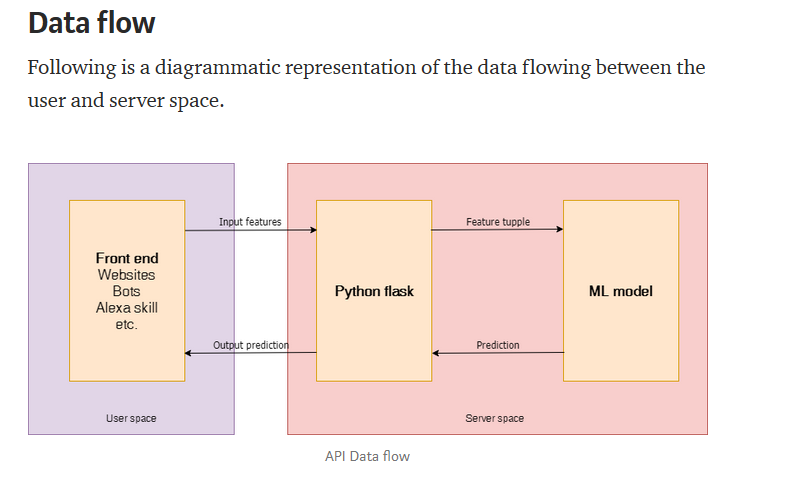 Data flow
Following is a diagrammatic representation of the data flowing between the
user and server space.
Input features
Feature tupple
Front end
Websites
Bots
Alexa skill
etc.
Python flask
ML model
Output prediction
Prediction
User space
Server space
API Data flow